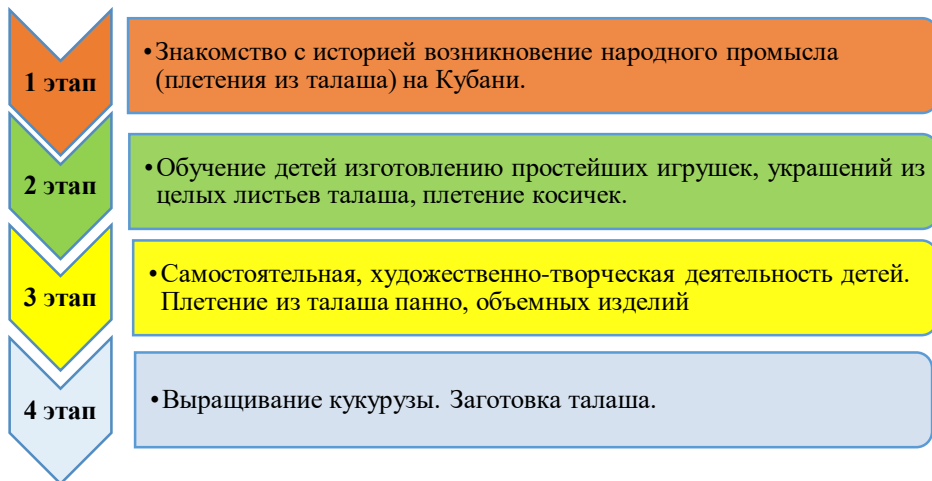 1 этап
•Знакомство с историей возникновение народного промысла
(плетения из талаша) на Кубани.
2 этап
•Обучение детей изготовлению простейших игрушек, украшений из
целых листьев талаша, плетение косичек.
3 этап
•Самостоятельная, художественно-творческая деятельность детей.
Плетение из талаша панно, объемных изделий
4 этап
•Выращивание кукурузы. Заготовка талаша.